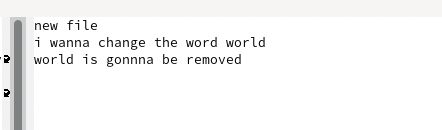 new file
i wanna change the word world
world is gonnna be removed